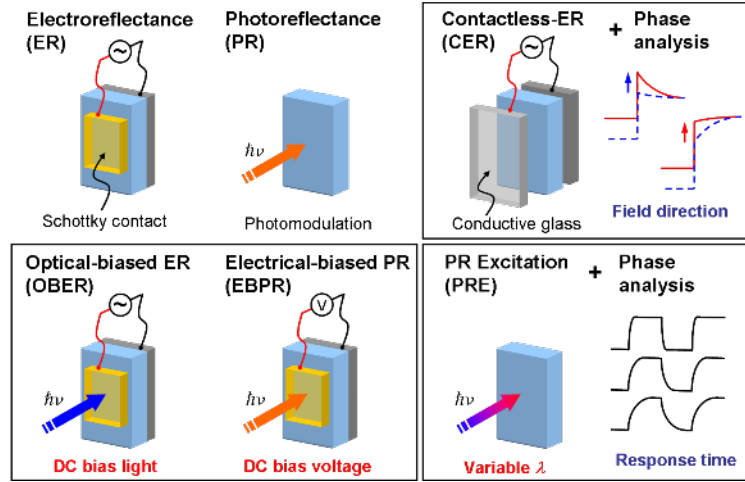 Electroreflectance
(ER)
~
Schottky contact
Photoreflectance
(PR)
ħν
Photomodulation
Contactless-ER
(CER)
~
Conductive glass
+ Phase
analysis
Field direction
Optical-biased ER
(OBER)
~
ħν
DC bias light
Electrical-biased PR
(EBPR)
V
ħν
DC bias voltage
PR Excitation
(PRE)
ħν
Variable λ
+ Phase
analysis
Response time